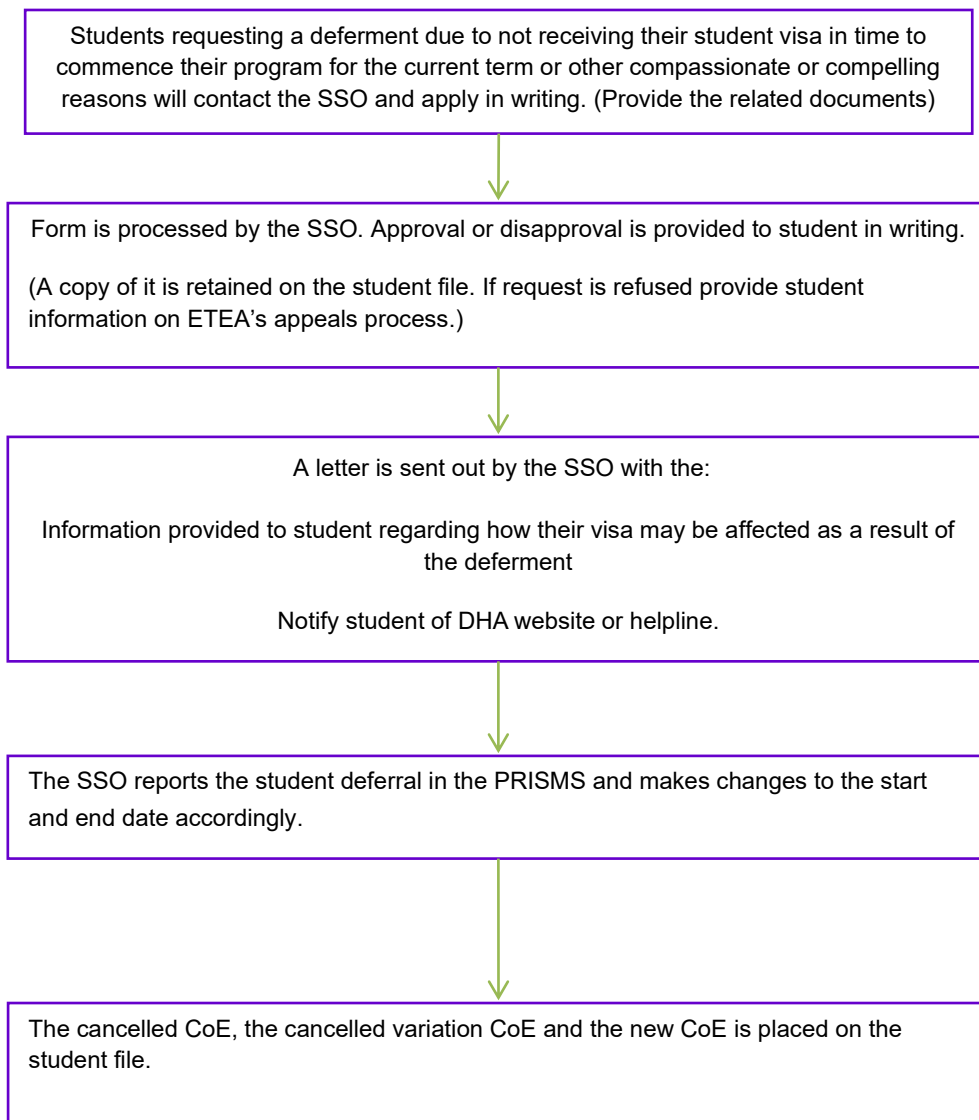 Students requesting a deferment due to not receiving their student visa in time to
commence their program for the current term or other compassionate or compelling
reasons will contact the SSO and apply in writing. (Provide the related documents)
Form is processed by the SSO. Approval or disapproval is provided to student in writing.
(A copy of it is retained on the student file. If request is refused provide student
information on ETEA’s appeals process.)
A letter is sent out by the SSO with the:
Information provided to student regarding how their visa may be affected as a result of
the deferment
Notify student of DHA website or helpline.
The SSO reports the student deferral in the PRISMS and makes changes to the start
and end date accordingly.
The cancelled CoE, the cancelled variation CoE and the new CoE is placed on the
student file.